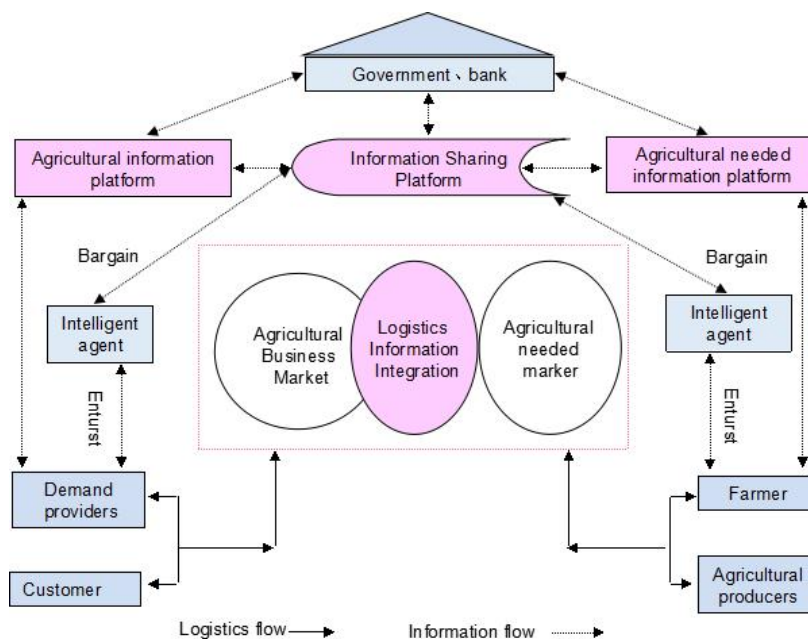 Government、bank
Agricultural information
platform
Information Sharing
Platform
Agricultural needed
information platform
Bargain
Bargain
Intelligent
agent
Agricultural
Business
Market
Logistics
Information
Integration
Agricultural
needed
marker
Intelligent
agent
Enturst
Enturst
Demand
providers
Farmer
Customer
Agricultural
producers
Logistics flow
Information flow